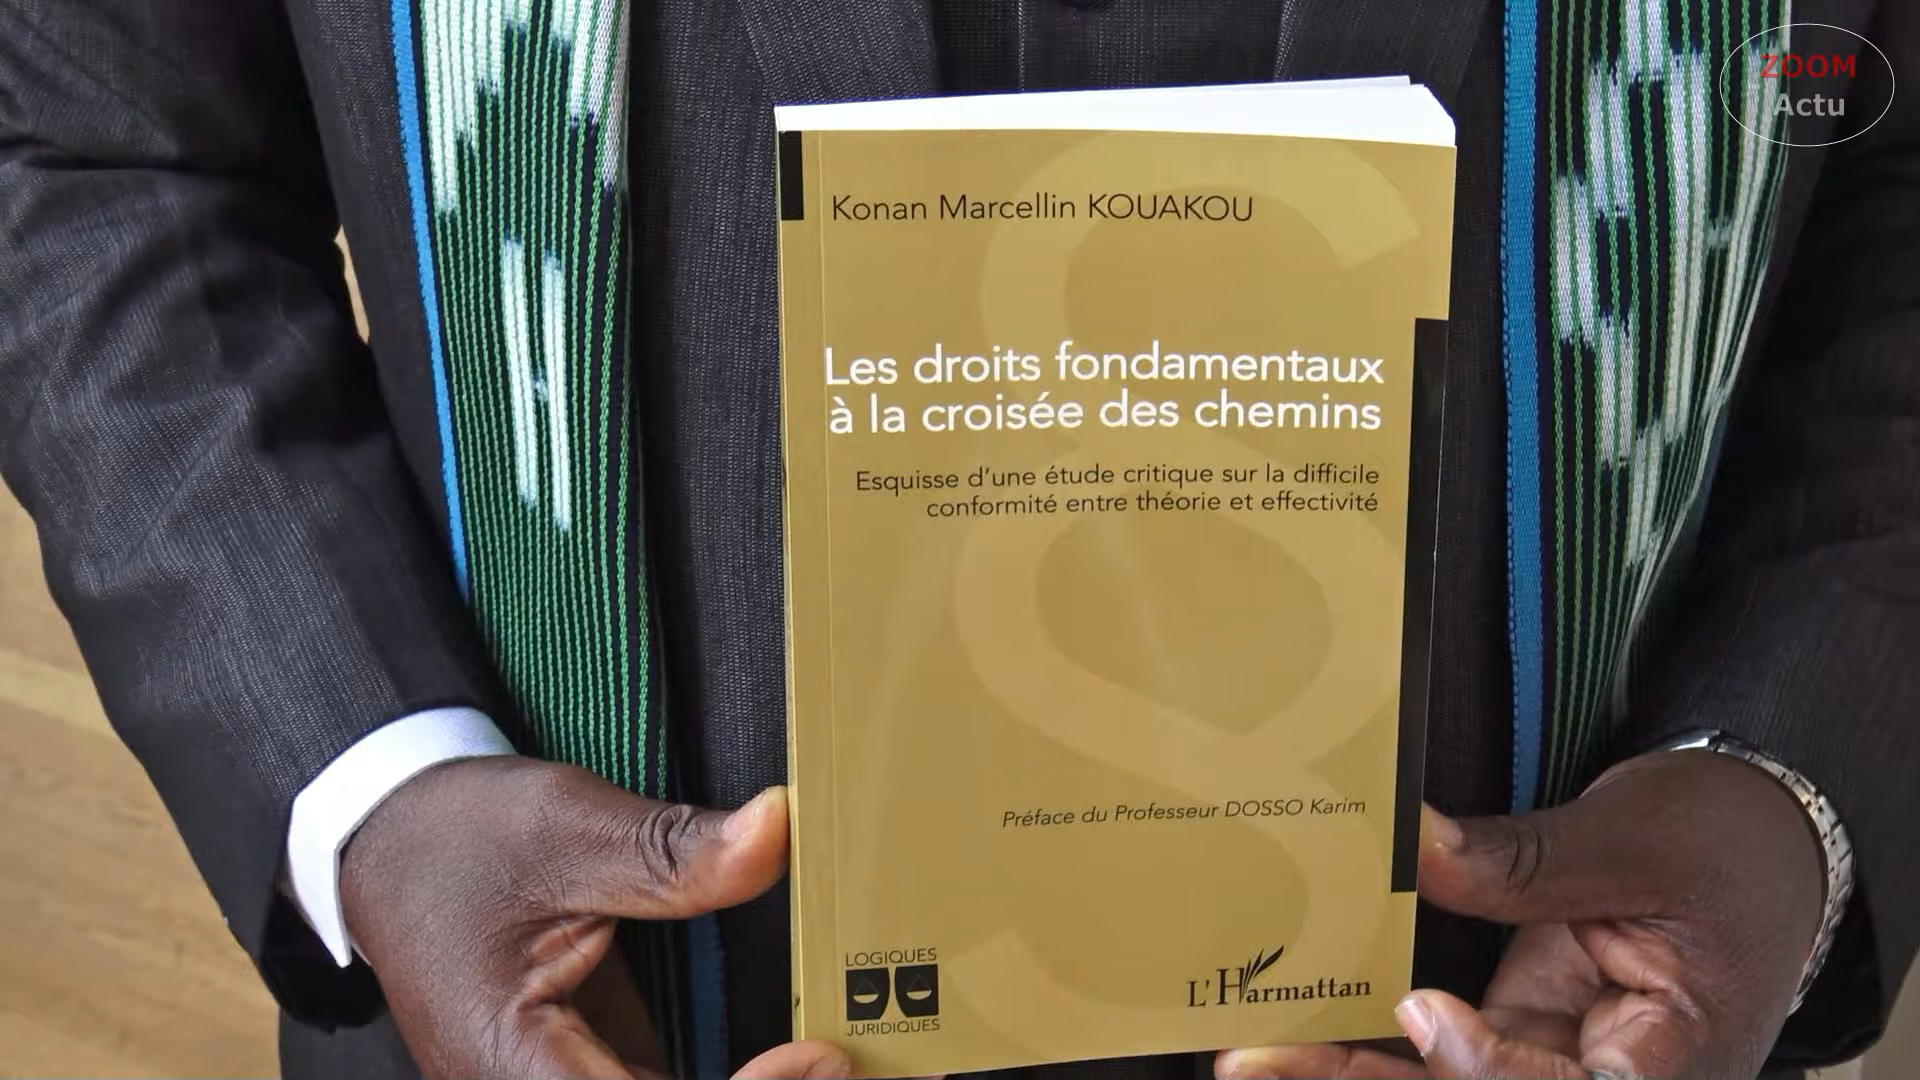 ZOOM
Actu
Konan Marcellin KOUAKOU
Les droits fondamentaux
à la croisée des chemins
Esquisse d'une étude critique sur la difficile
conformité entre théorie et effectivité
Préface du Professeur DOSSO Karim
LOGIQUES
JURIDIQUES
L'Harmattan